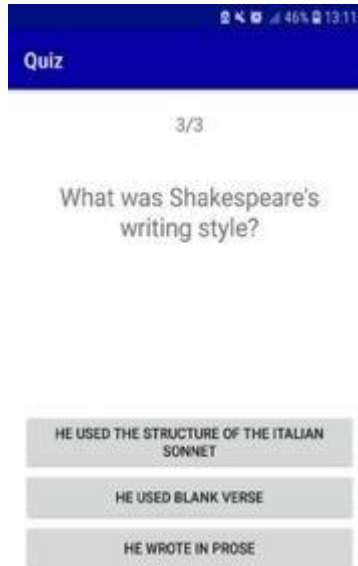 46% 13:11
Quiz
3/3
What was Shakespeare's
writing style?
HE USED THE STRUCTURE OF THE ITALIAN
SONNET
HE USED BLANK VERSE
HE WROTE IN PROSE